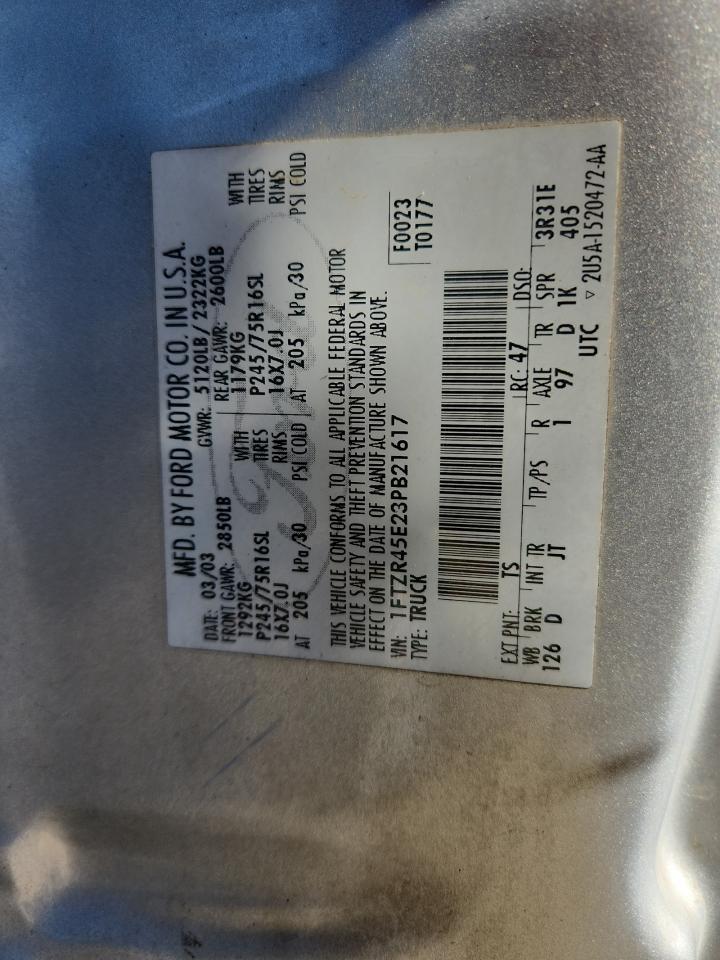 MFD. BY FORD MOTOR CO. IN U.S.A.
DATE: 03/03 GVWR: 5120LB/ 2322KG
FRONT GAWR: 2850LB REAR GAWR: 2600LB
1292KG WITH 1179KG WITH
P245/75R16SL TIRES P245/75R16SL TIRES
16X7.0J RIMS 16X7.0J RIMS
AT 205 kPa/30 PSI COLD AT 205 kPa/30 PSI COLD
THIS VEHICLE CONFORMS TO ALL APPLICABLE FEDERAL MOTOR
VEHICLE SAFETY AND THEFT PREVENTION STANDARDS IN
EFFECT ON THE DATE OF MANUFACTURE SHOWN ABOVE.
VIN: 1FTZR45E23PB21617 F0023
TYPE: TRUCK T0177
EXT PNT: TS RC: 47 DSO:
WB BRK INT TR TP/PS R AXLE TR SPR 3R31E
126 D JT 1 97 D 1K 405
UTC ▽ 2U5A-1520472-AA